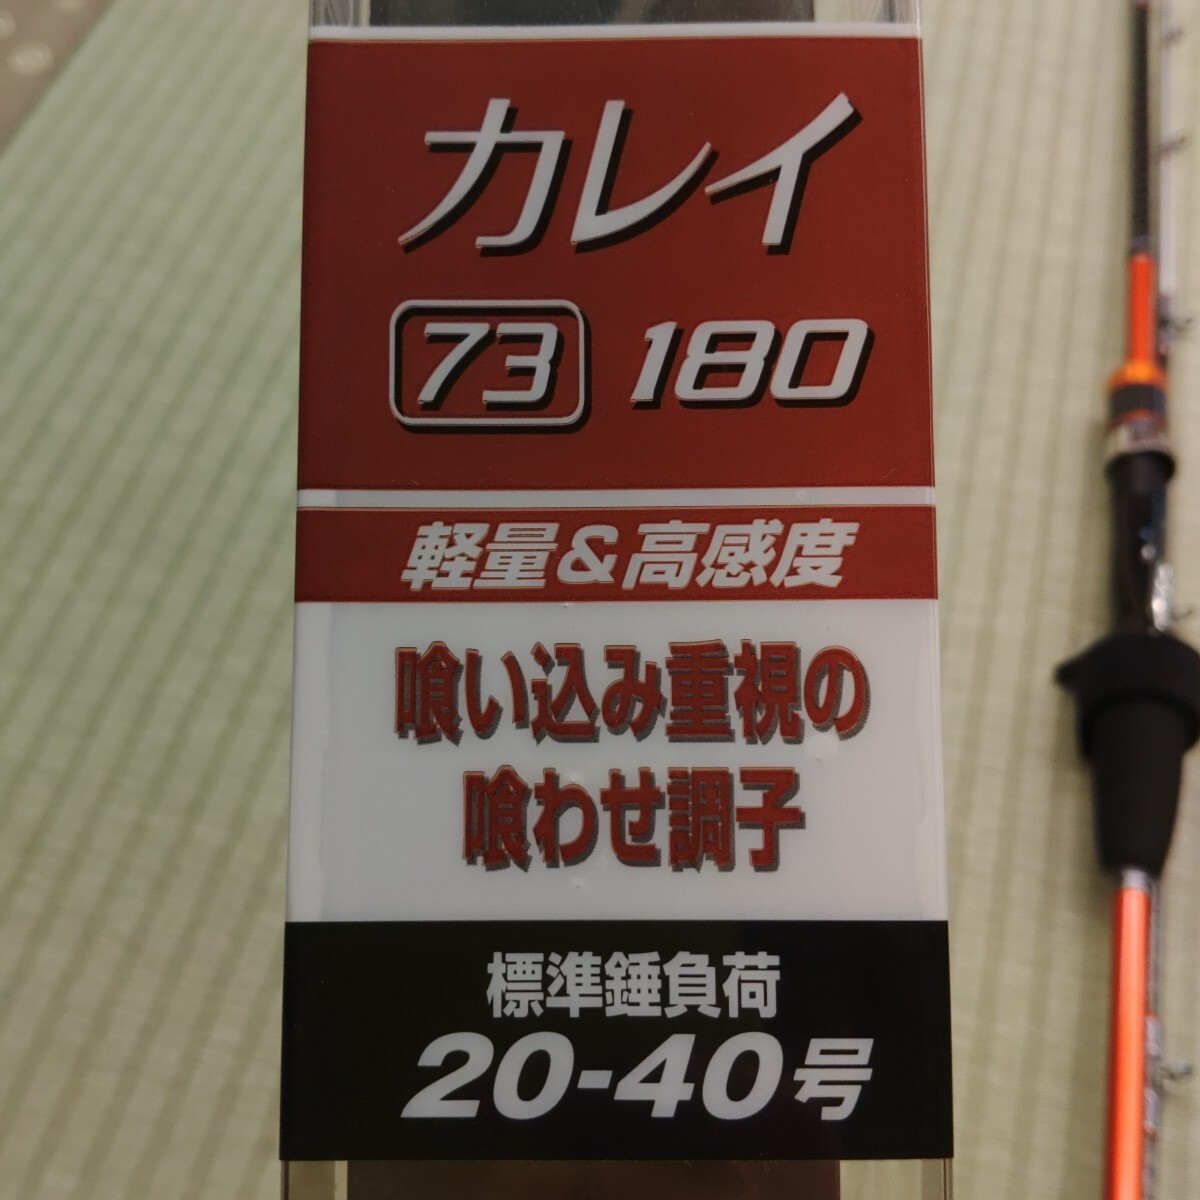 カレイ
73 180
軽量&高感度
喰い込み重視の
喰わせ調子
標準錘負荷
20-40号